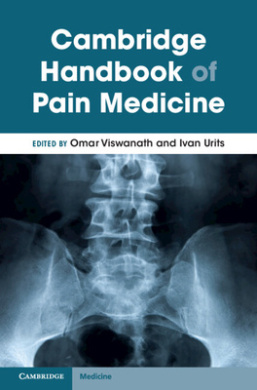 Cambridge
Handbook of
Pain Medicine
EDITED BY Omar Viswanath and Ivan Urits
CAMBRIDGE
Medicine